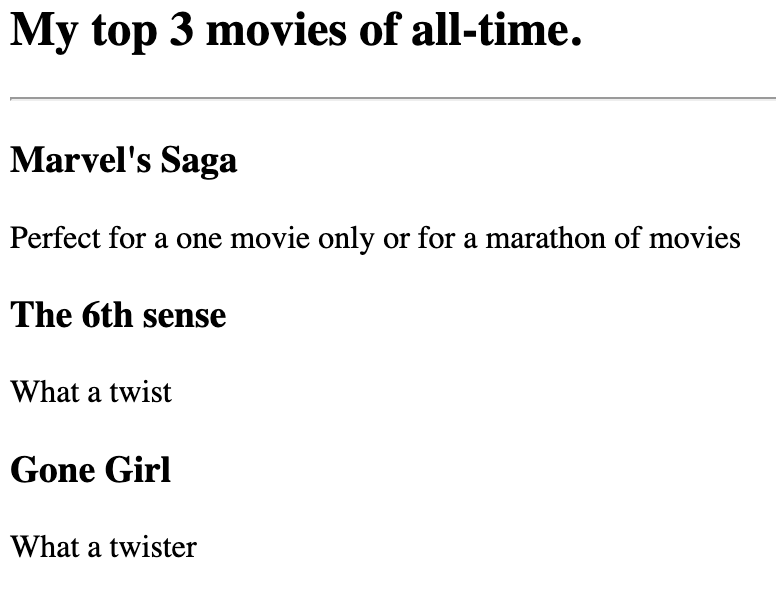 My top 3 movies of all-time.
Marvel's Saga
Perfect for a one movie only or for a marathon of movies
The 6th sense
What a twist
Gone Girl
What a twister